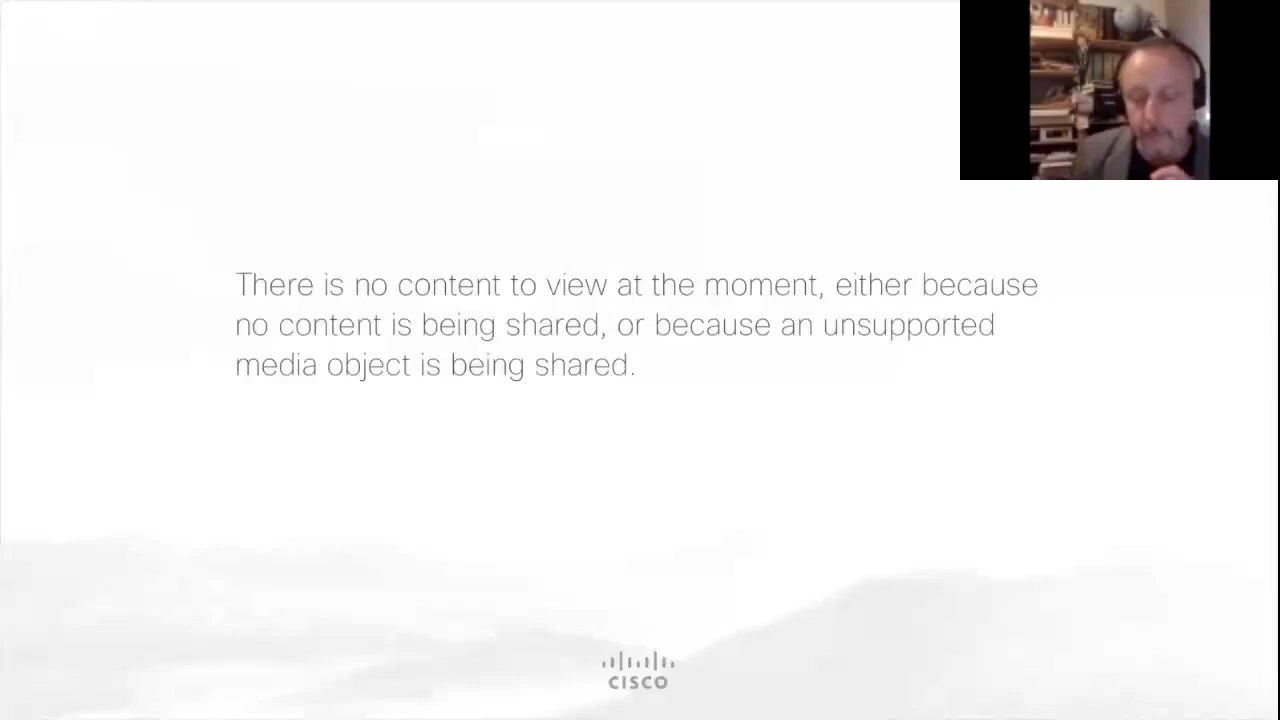 There is no content to view at the moment, either because
no content is being shared, or because an unsupported
media object is being shared.
CISCO